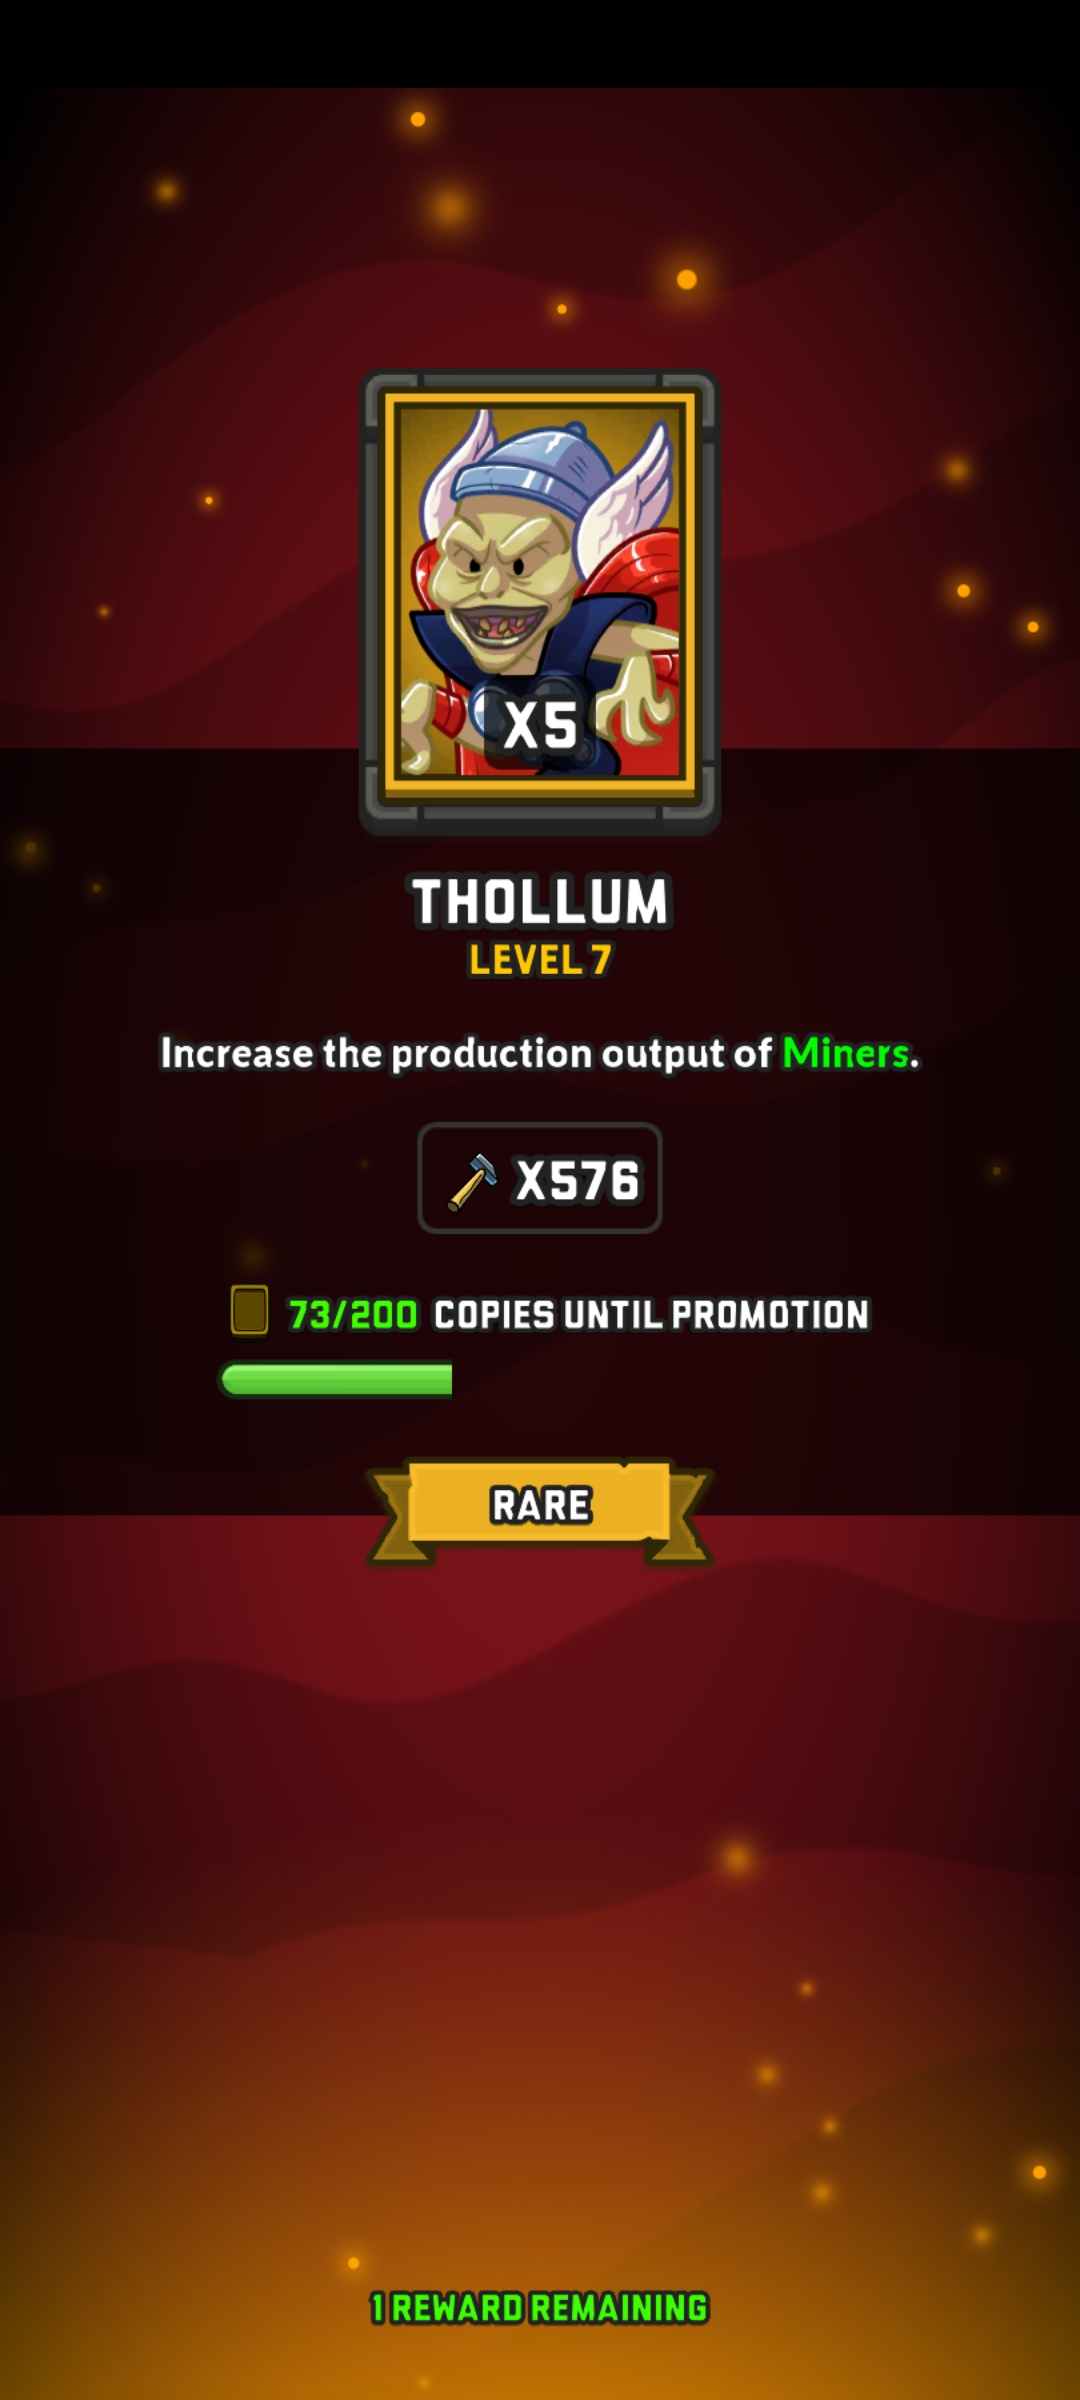 X5
THOLLUM
LEVEL 7
Increase the production output of Miners.
X576
73/200 COPIES UNTIL PROMOTION
RARE
1 REWARD REMAINING